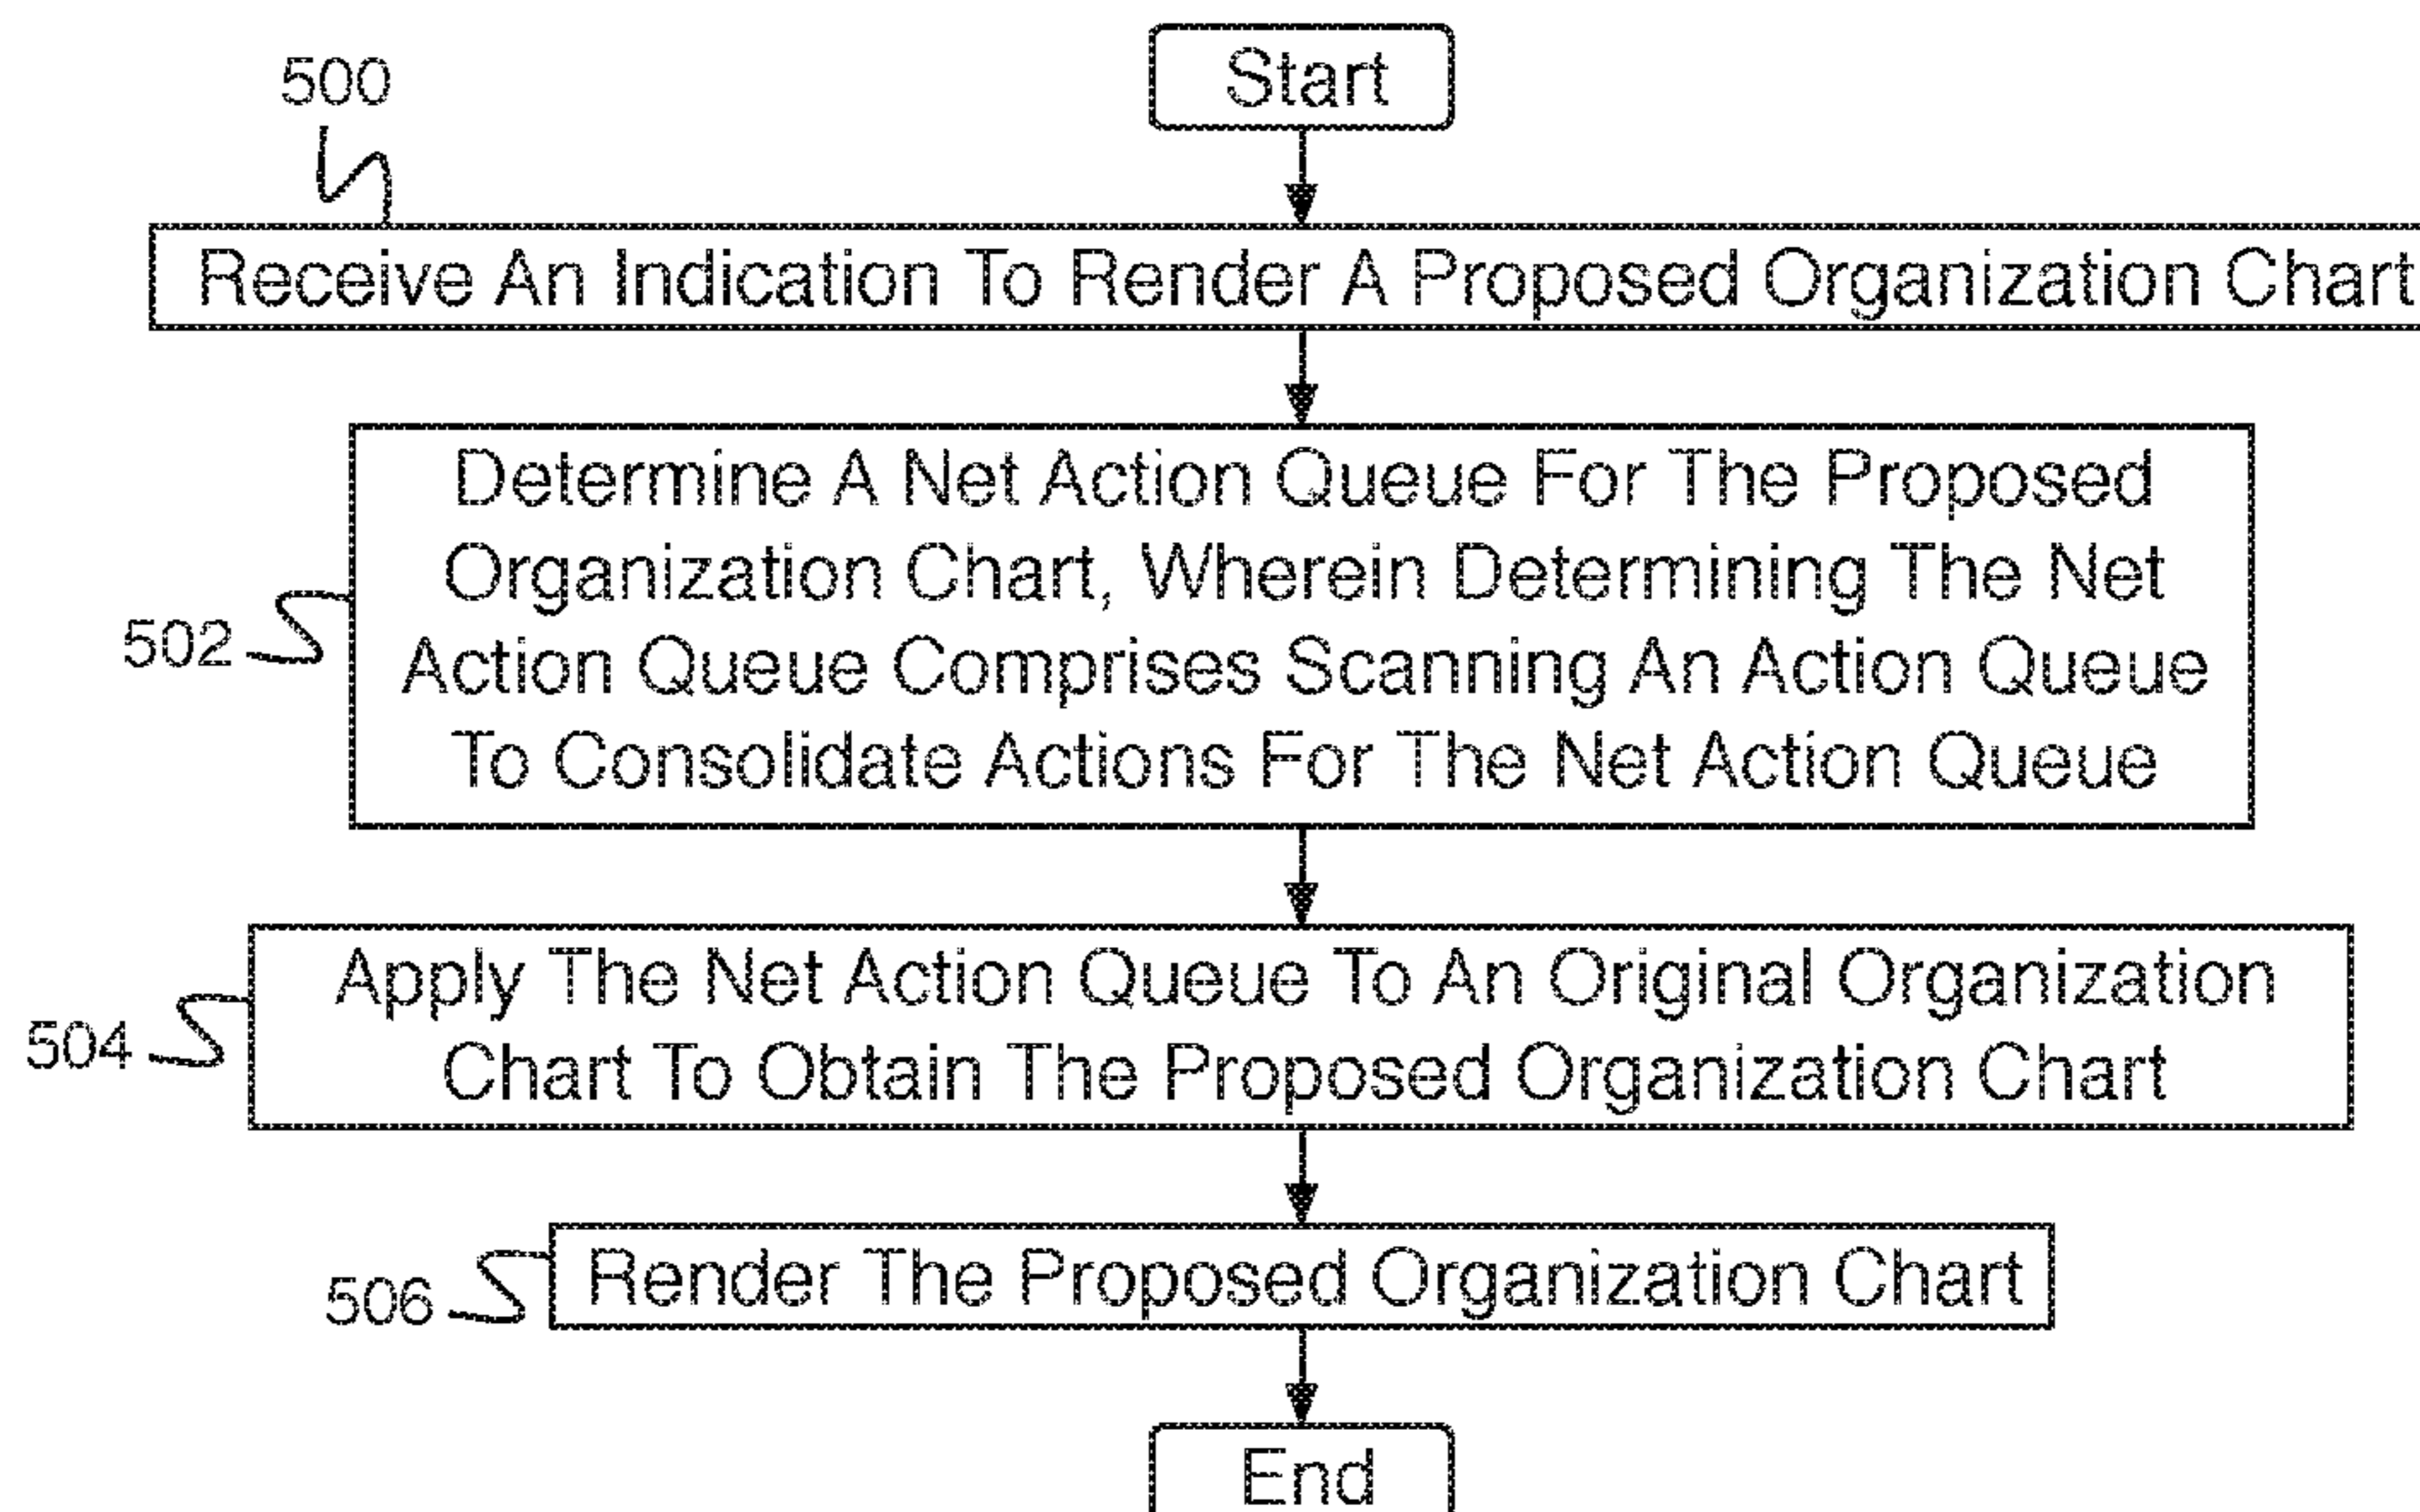 Start
500
Receive An Indication To Render A Proposed Organization Chart
Determine A Net Action Queue For The Proposed
Organization Chart, Wherein Determining The Net
Action Queue Comprises Scanning An Action Queue
To Consolidate Actions For The Net Action Queue
502
Apply The Net Action Queue To An Original Organization
Chart To Obtain The Proposed Organization Chart
504
Render The Proposed Organization Chart
506
End